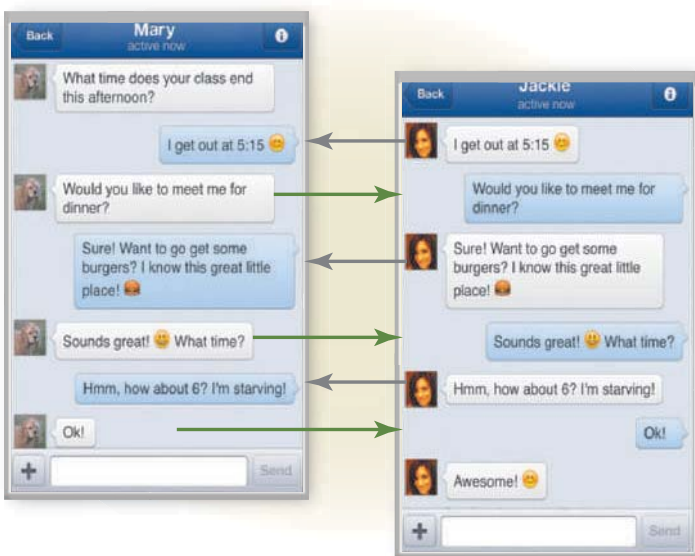 Back
Mary
active now
What time does your class end
this afternoon?
I get out at 5:15 😊
Would you like to meet me for
dinner?
Sure! Want to go get some
burgers? I know this great little
place! 🍔
Sounds great! 😃 What time?
Hmm, how about 6? I'm starving!
Ok!
+
Send
Back
Jackie
active now
I get out at 5:15 😊
Would you like to meet me for
dinner?
Sure! Want to go get some
burgers? I know this great little
place! 🍔
Sounds great! 😃 What time?
Hmm, how about 6? I'm starving!
Ok!
Awesome! 😊
+
Send